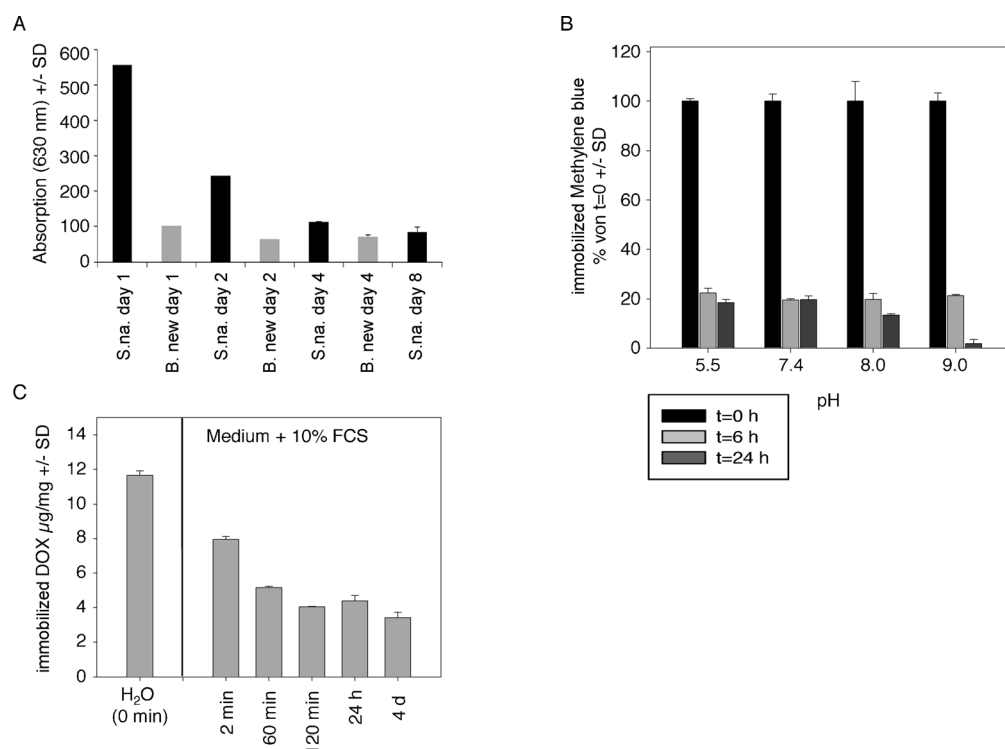 A
Absorption (630 nm) +/- SD
600
500
400
300
200
100
0
S.na. day 1
B. new day 1
S.na. day 2
B. new day 2
S.na. day 4
B. new day 4
S.na. day 8
B
immobilized Methylene blue
% von t=0 +/- SD
120
100
80
60
40
20
0
5.5
7.4
8.0
9.0
pH
t=0 h
t=6 h
t=24 h
C
immobilized DOX µg/mg +/- SD
14
12
10
8
6
4
2
0
Medium + 10% FCS
H₂O
(0 min)
2 min
60 min
120 min
24 h
4 d